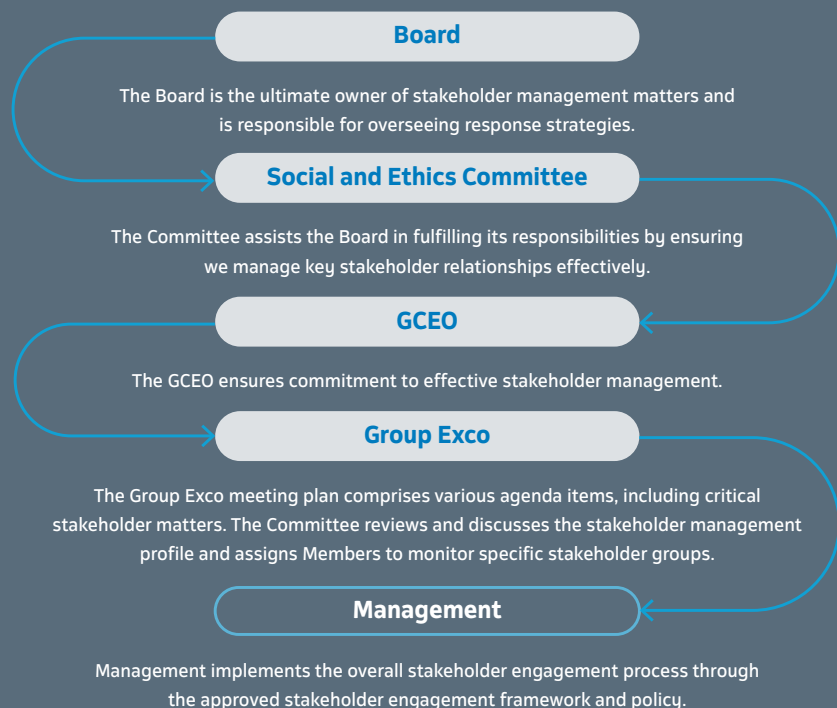 Board
The Board is the ultimate owner of stakeholder management matters and
is responsible for overseeing response strategies.
Social and Ethics Committee
The Committee assists the Board in fulfilling its responsibilities by ensuring
we manage key stakeholder relationships effectively.
GCEO
The GCEO ensures commitment to effective stakeholder management.
Group Exco
The Group Exco meeting plan comprises various agenda items, including critical
stakeholder matters. The Committee reviews and discusses the stakeholder management
profile and assigns Members to monitor specific stakeholder groups.
Management
Management implements the overall stakeholder engagement process through
the approved stakeholder engagement framework and policy.